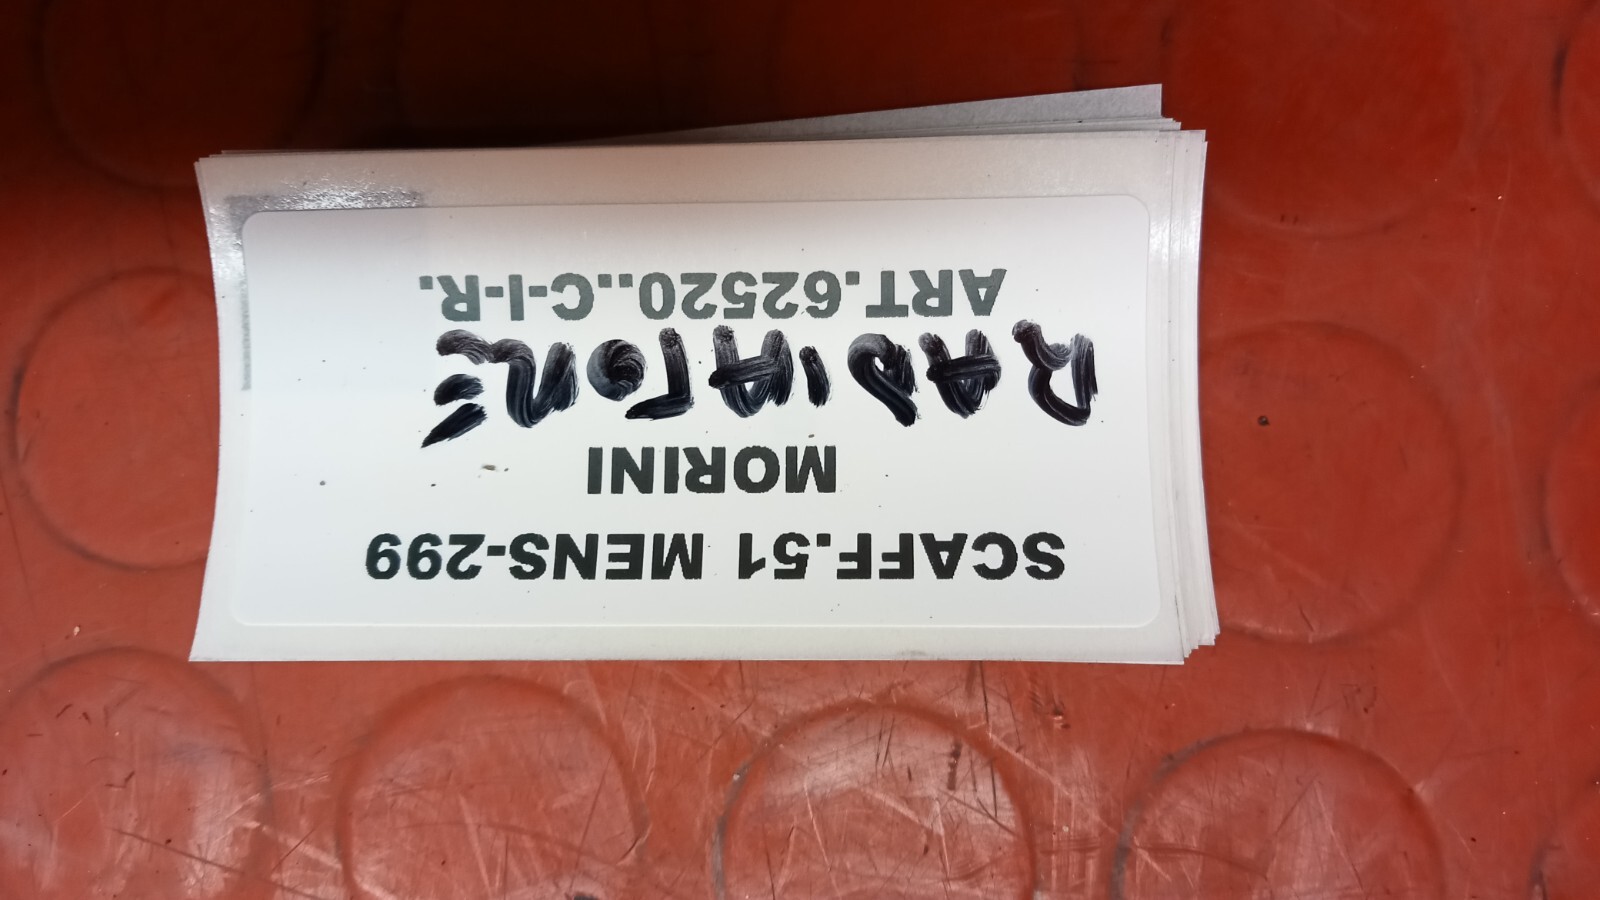 SCAFF.51 MENS-299
MORINI
RADIATORE
ART.62520..C-I-R.